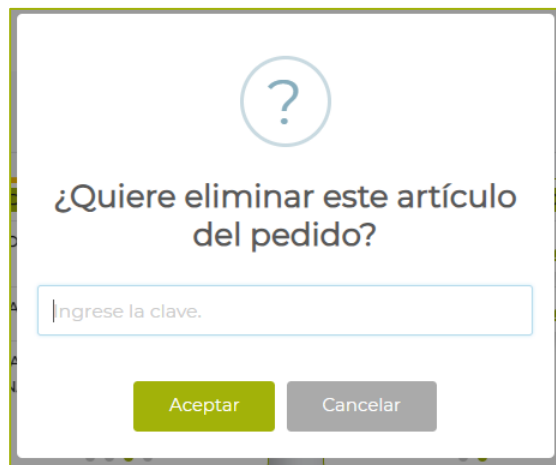 ?
¿Quiere eliminar este artículo
del pedido?
Ingrese la clave.
Aceptar
Cancelar